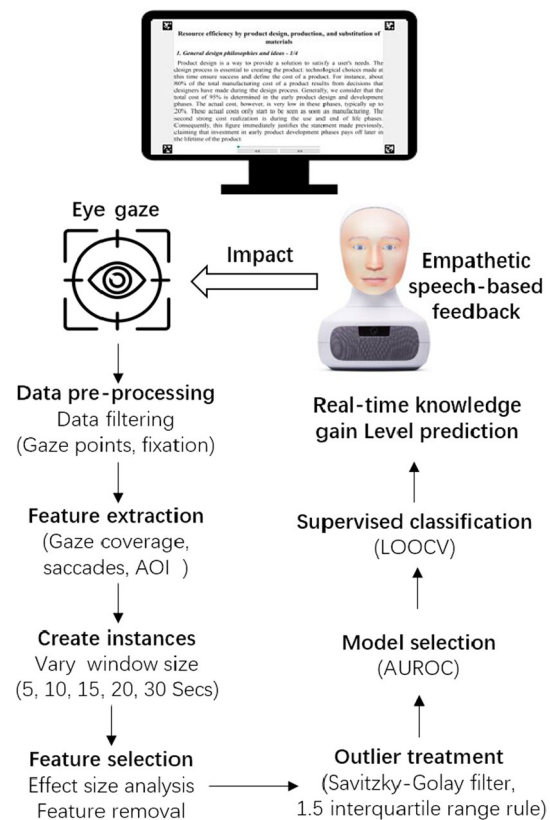 Resource efficiency by product design, production, and substitution of
materials
1. General design philosophies and ideas - 1/4
Product design is a way to provide a solution to satisfy a user's needs. The
design process is essential to creating the product: technological choices made at
this time ensure success and define the cost of a product. For instance, about
80% of the total manufacturing cost of a product results from decisions that
designers have made during the design process. Generally, we consider that the
total cost of 95% is determined in the early product design and development
phases. The actual cost, however, is very low in these phases, typically up to
20%. These actual costs only start to be seen as soon as manufacturing. The
second strong cost realization is during the use and end of life phases.
Consequently, this figure immediately justifies the statement made previously,
claiming that investment in early product development phases pays off later in
the lifetime of the product.
Eye gaze
Impact
Empathetic
speech-based
feedback
Data pre-processing
Data filtering
(Gaze points, fixation)
Feature extraction
(Gaze coverage,
saccades, AOI )
Create instances
Vary window size
(5, 10, 15, 20, 30 Secs)
Feature selection
Effect size analysis
Feature removal
Outlier treatment
(Savitzky-Golay filter,
1.5 interquartile range rule)
Model selection
(AUROC)
Supervised classification
(LOOCV)
Real-time knowledge
gain Level prediction